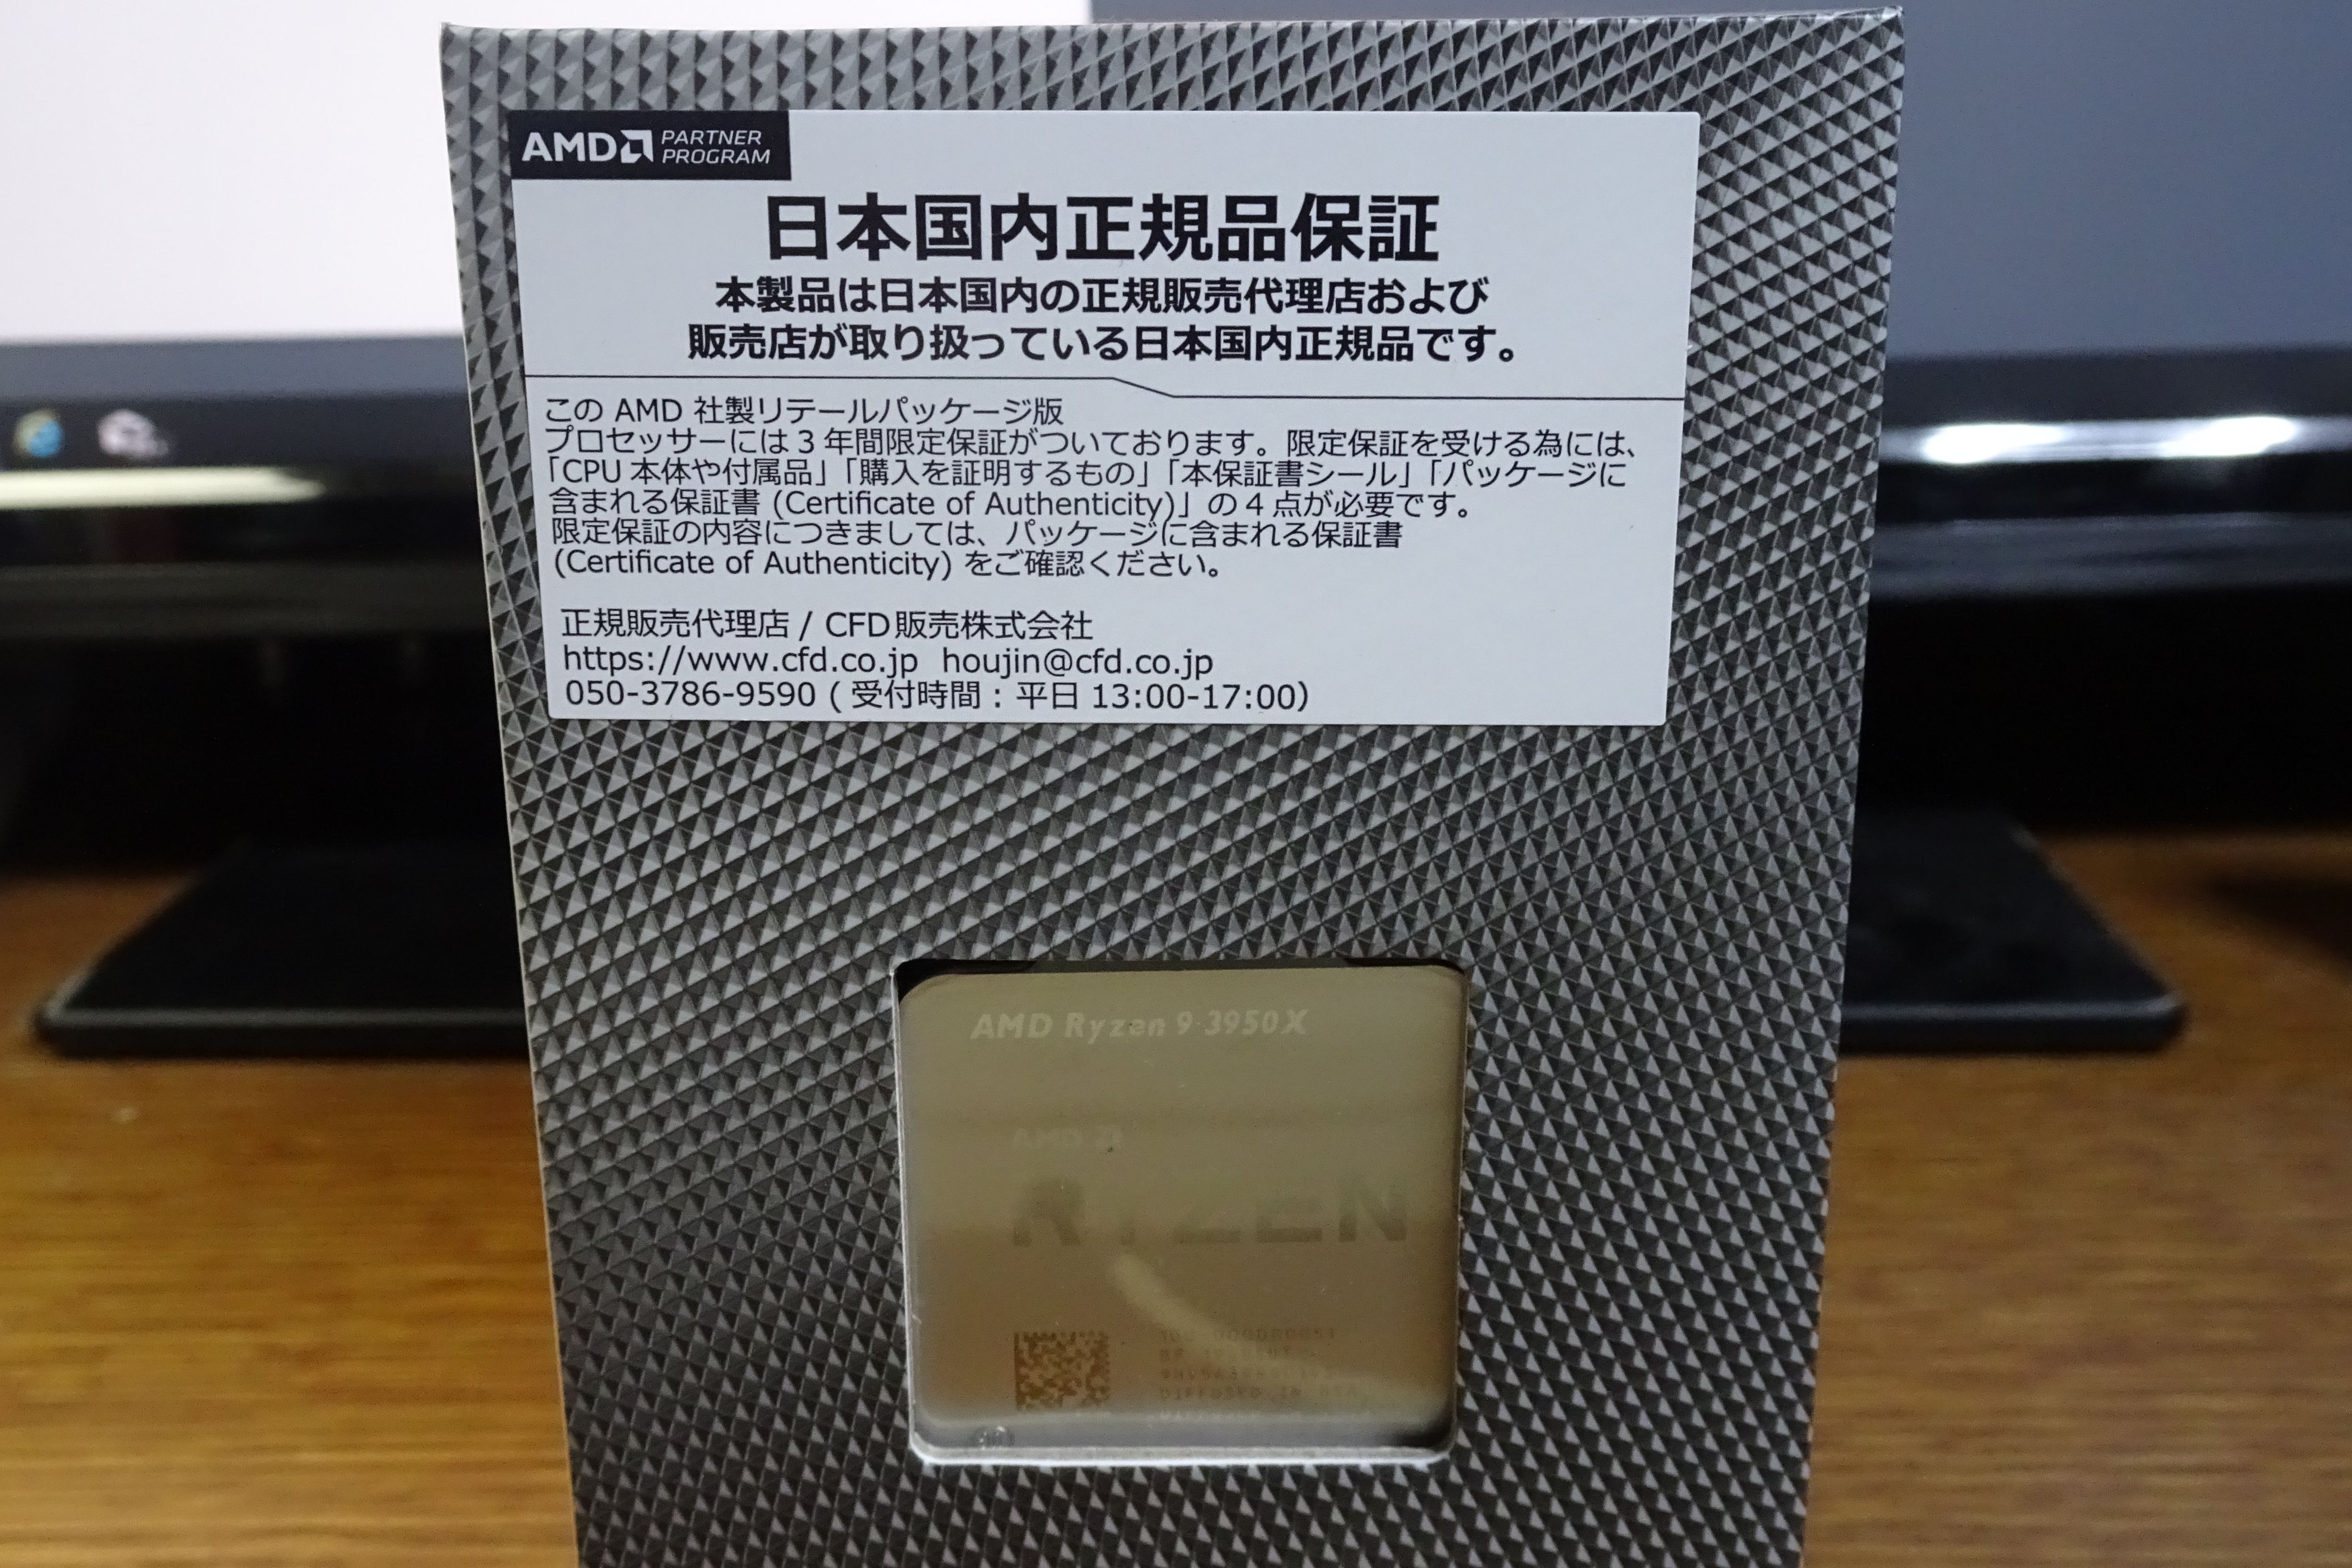 AMD PARTNER
PROGRAM
日本国内正規品保証
本製品は日本国内の正規販売代理店および
販売店が取り扱っている日本国内正規品です。
この AMD 社製リテールパッケージ版
プロセッサーには 3 年間限定保証がついております。限定保証を受ける為には、
「CPU 本体や付属品」「購入を証明するもの」「本保証書シール」「パッケージに
含まれる保証書 (Certificate of Authenticity)」の 4 点が必要です。
限定保証の内容につきましては、パッケージに含まれる保証書
(Certificate of Authenticity) をご確認ください。
正規販売代理店 / CFD販売株式会社
https://www.cfd.co.jp houjin@cfd.co.jp
050-3786-9590 ( 受付時間 : 平日 13:00-17:00)
AMD Ryzen 9 3950X
AMD
RYZEN